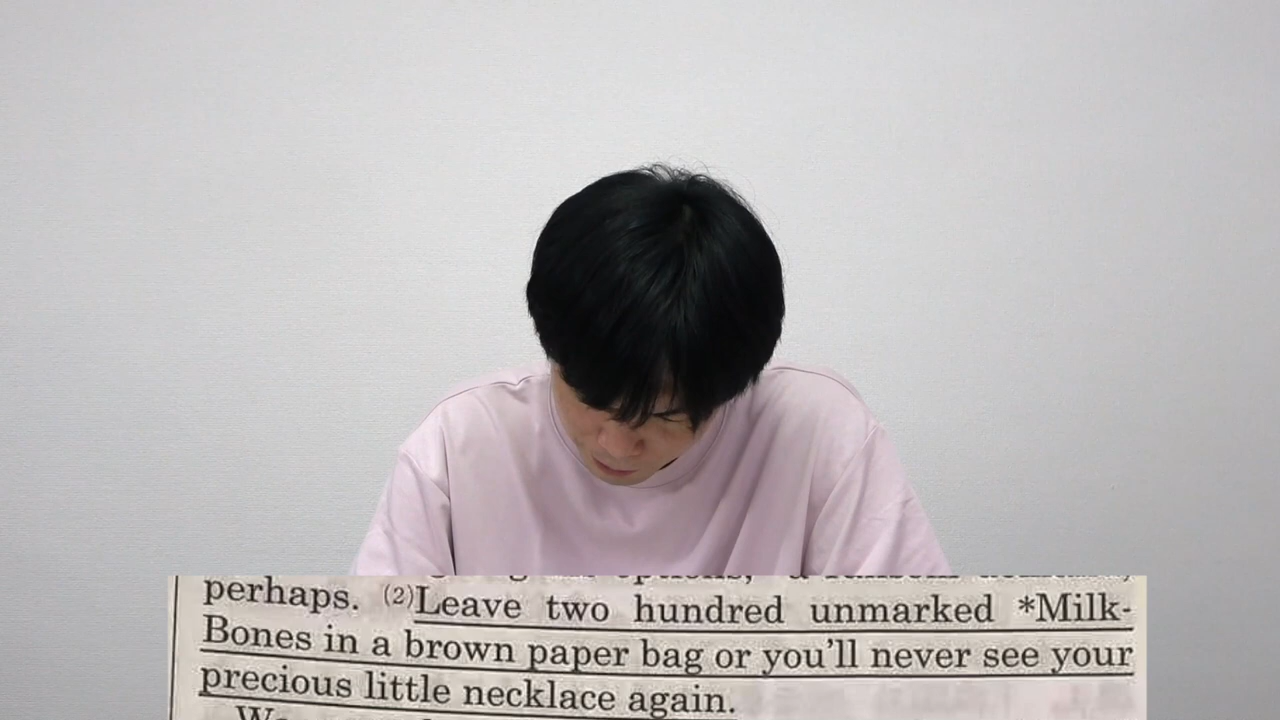 perhaps. (2)Leave two hundred unmarked *Milk-
Bones in a brown paper bag or you'll never see your
precious little necklace again.